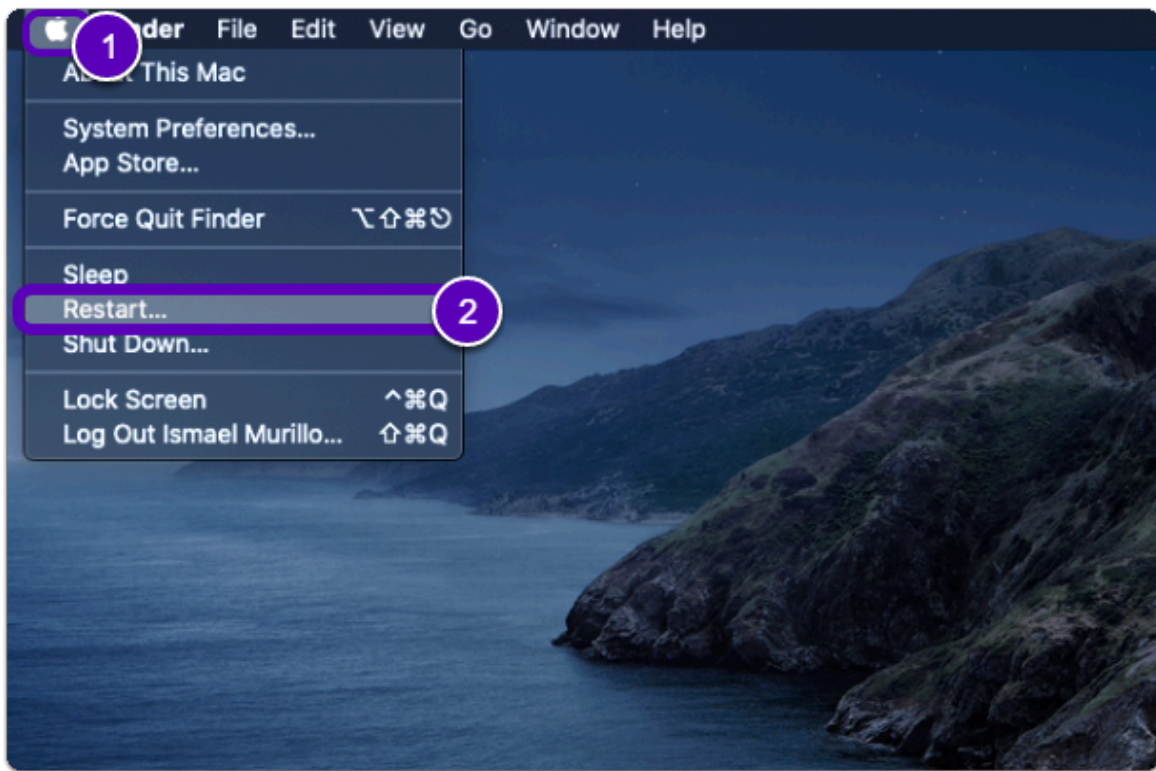 1
der File Edit View Go Window Help
This Mac
System Preferences...
App Store...
Force Quit Finder ⌥⇧⌘⎋
Sleep
Restart... 2
Shut Down...
Lock Screen ^⌘Q
Log Out Ismael Murillo... ⇧⌘Q